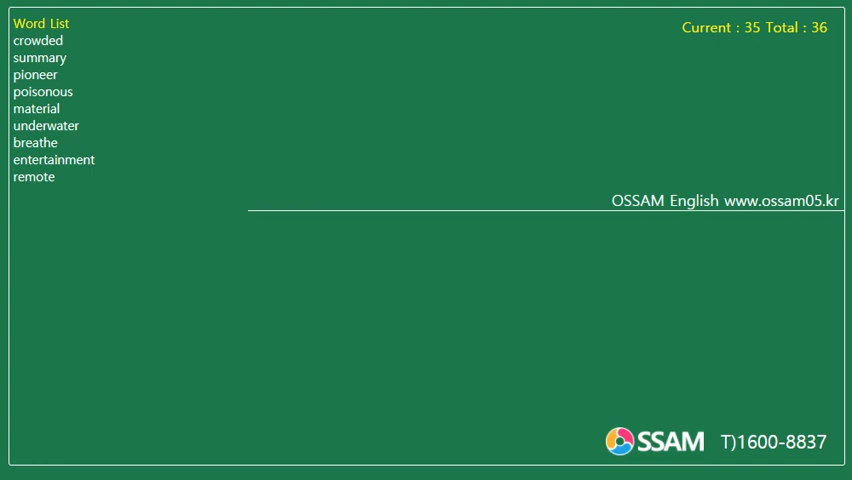 Word List
crowded
summary
pioneer
poisonous
material
underwater
breathe
entertainment
remote
Current : 35 Total : 36
OSSAM English www.ossam05.kr
OSSAM T)1600-8837